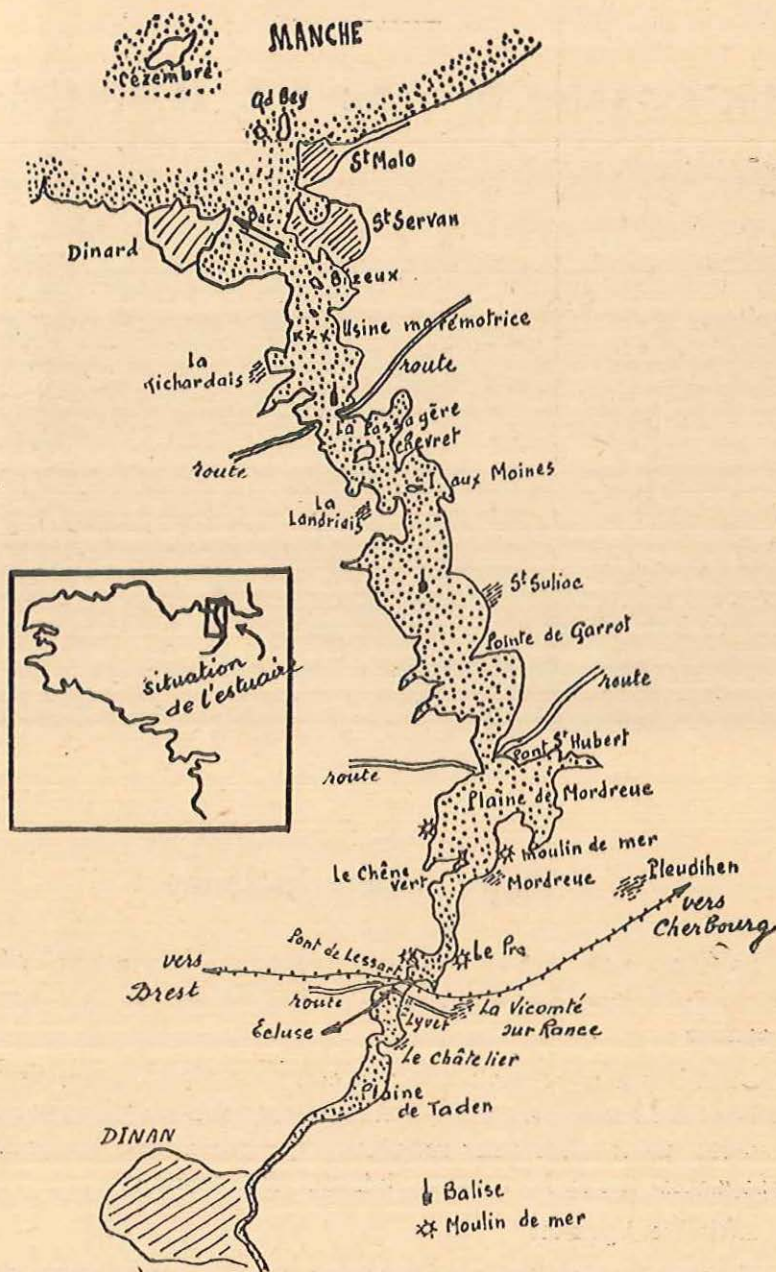 MANCHE
Cézembre
Gd Bey
St Malo
Bac
St Servan
Dinard
Bizeux
Usine marémotrice
La
Richardais
route
La Passagère
I. chevret
route
I. aux Moines
La
Landriais
St Suliac
Pointe de Garrot
situation
de l'estuaire
route
Pont St Hubert
route
Plaine de Mordreuc
Moulin de mer
Le Chêne
vert
Mordreuc
Pleudihen
vers
Cherbourg
Pont de Lessart
Le Pra
vers
Brest
route
Lyvet
La Vicomté
sur Rance
Écluse
Le Châtelier
Plaine
de Taden
DINAN
Balise
Moulin de mer